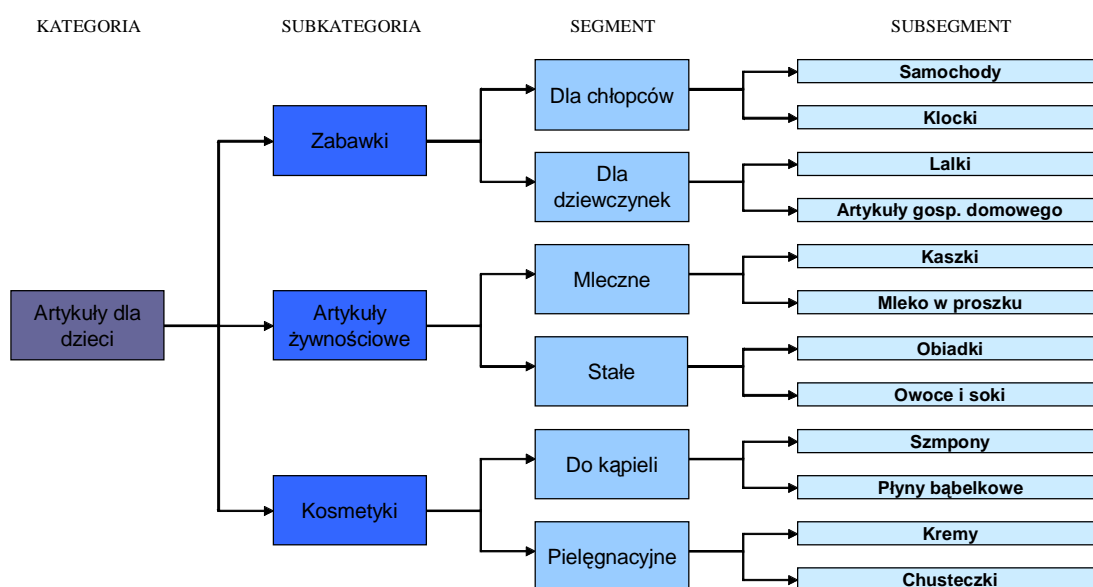 KATEGORIA
SUBKATEGORIA
SEGMENT
SUBSEGMENT
Artykuły dla
dzieci
Zabawki
Artykuły
żywnościowe
Kosmetyki
Dla chłopców
Dla
dziewczynek
Mleczne
Stałe
Do kąpieli
Pielęgnacyjne
Samochody
Klocki
Lalki
Artykuły gosp. domowego
Kaszki
Mleko w proszku
Obiadki
Owoce i soki
Szmpony
Płyny bąbelkowe
Kremy
Chusteczki